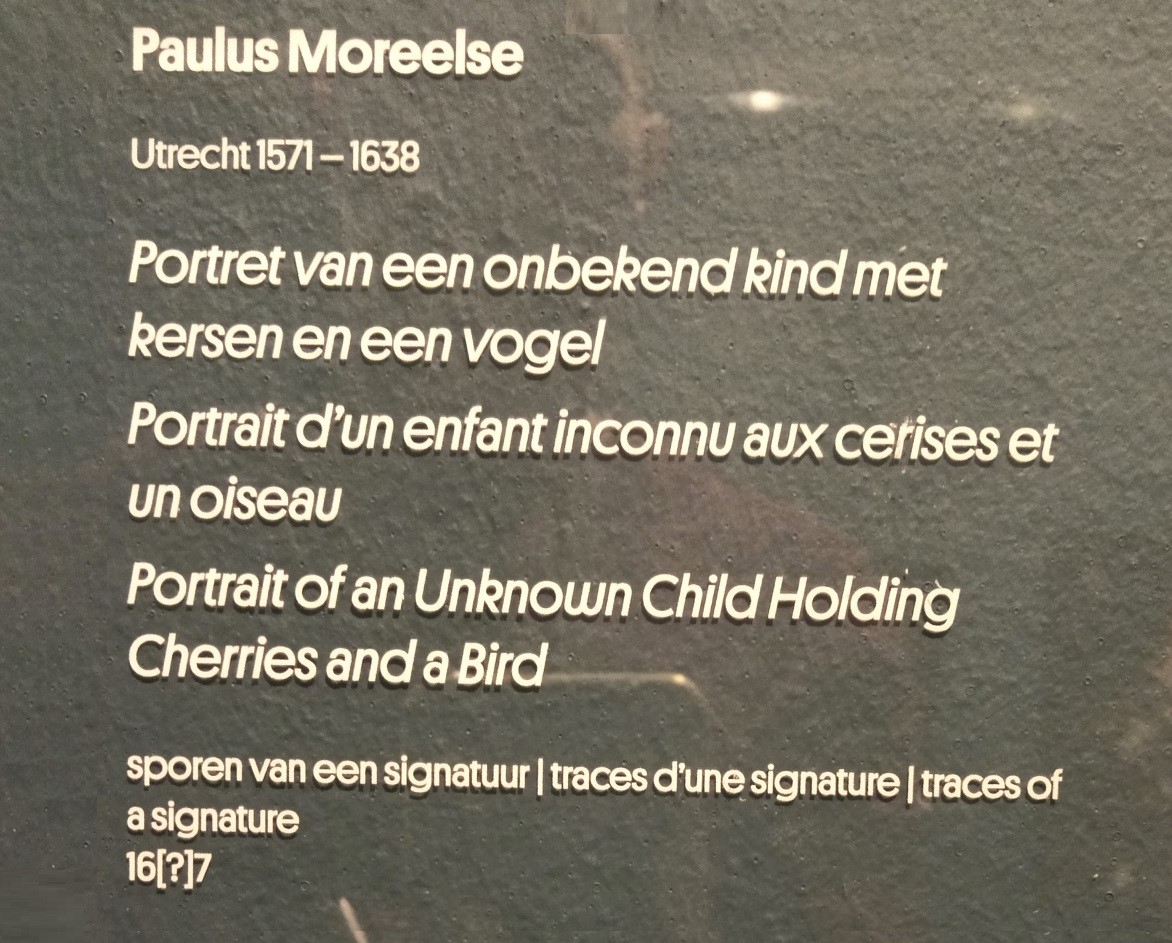 Paulus Moreelse
Utrecht 1571 – 1638
Portret van een onbekend kind met
kersen en een vogel
Portrait d’un enfant inconnu aux cerises et
un oiseau
Portrait of an Unknown Child Holding
Cherries and a Bird
sporen van een signatuur | traces d’une signature | traces of
a signature
16[?]7